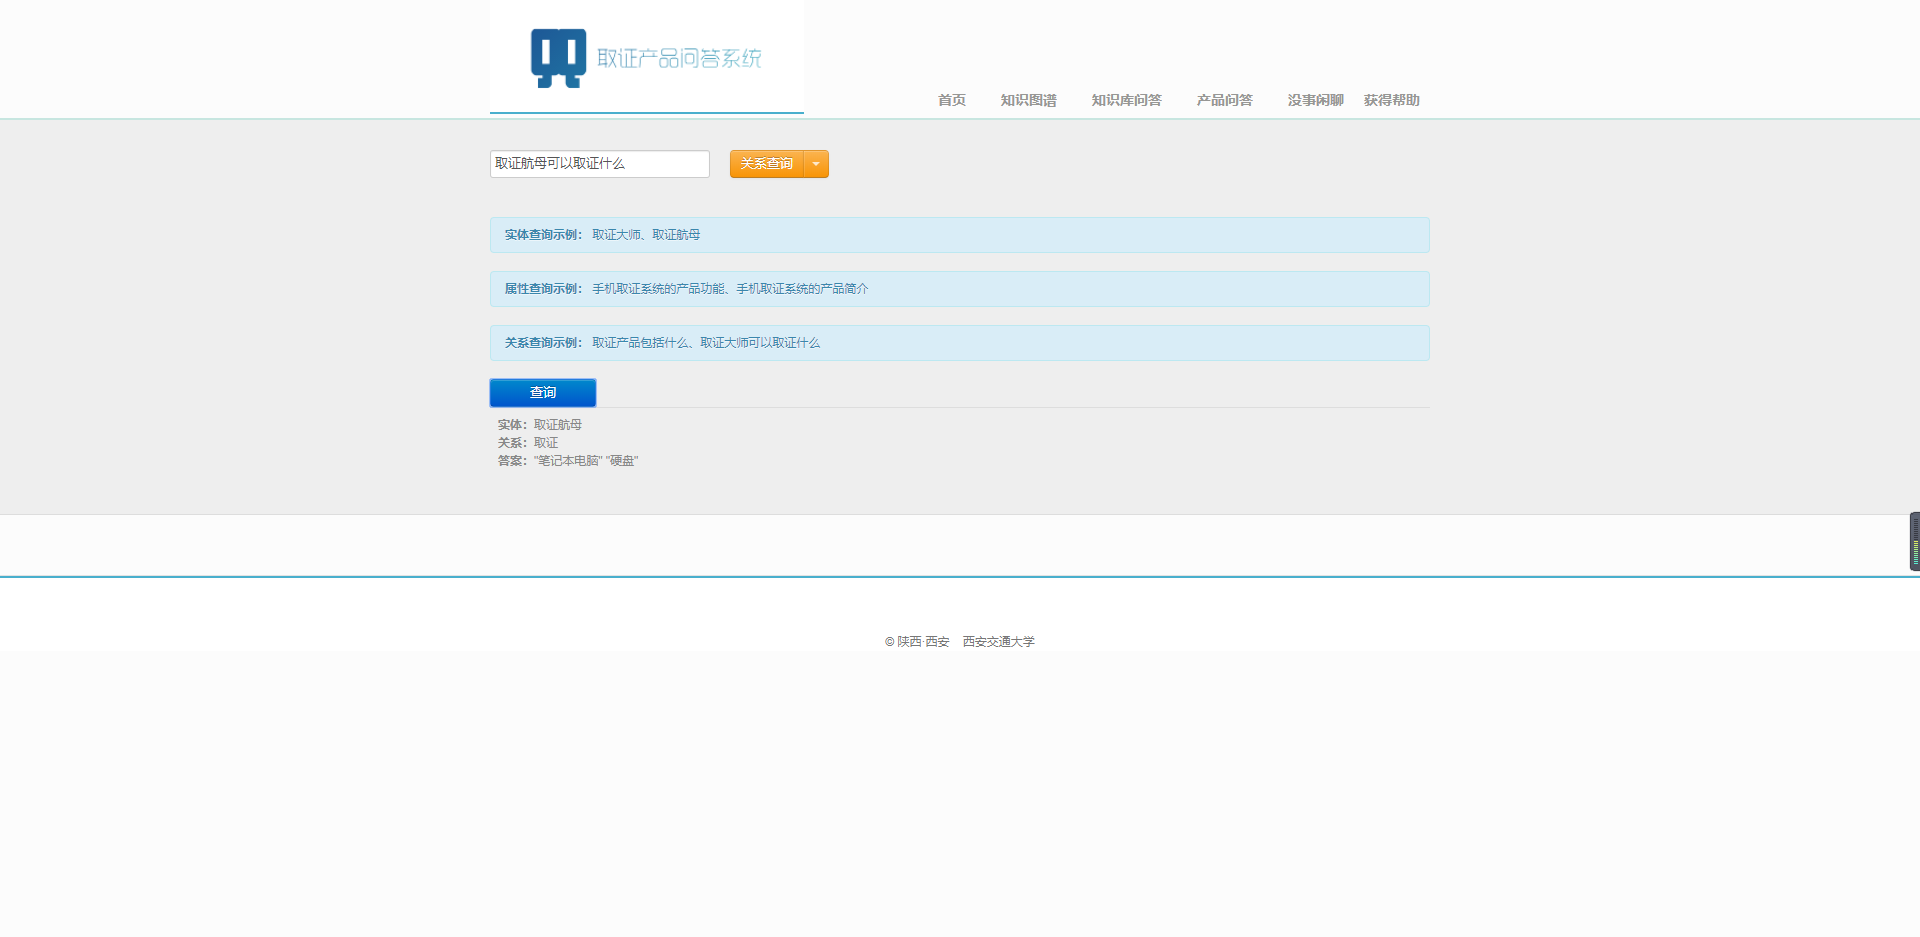 取证产品问答系统
首页 知识图谱 知识库问答 产品问答 没事闲聊 获得帮助
取证航母可以取证什么 关系查询
实体查询示例： 取证大师、取证航母
属性查询示例： 手机取证系统的产品功能、手机取证系统的产品简介
关系查询示例： 取证产品包括什么、取证大师可以取证什么
查询
实体：取证航母
关系：取证
答案："笔记本电脑" "硬盘"
© 陕西·西安 西安交通大学